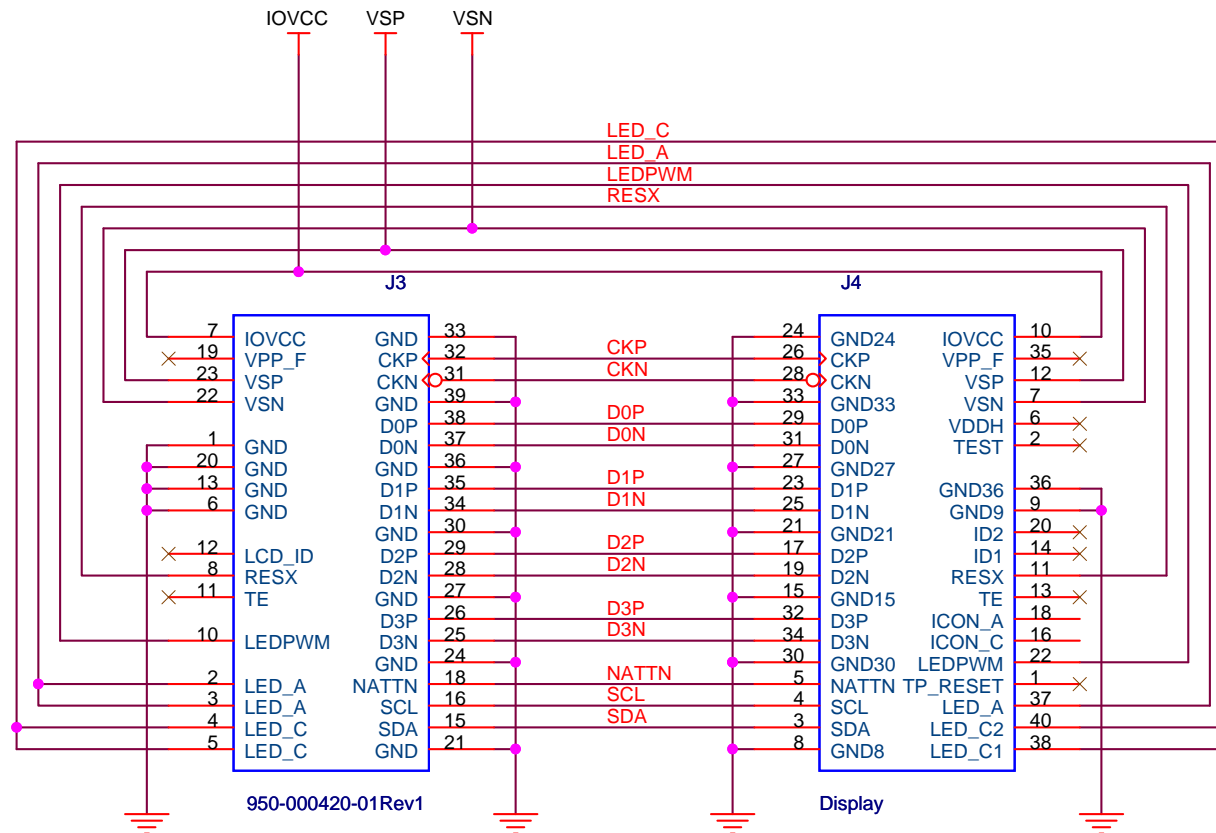 IOVCC VSP VSN
LED_C
LED_A
LEDPWM
RESX
J3 J4
7 IOVCC GND 33 24 GND24 IOVCC 10
19 VPP_F CKP 32 CKP 26 CKP VPP_F 35
23 VSP CKN 31 CKN 28 CKN VSP 12
22 VSN GND 39 33 GND33 VSN 7
D0P 38 D0P 29 D0P VDDH 6
1 GND D0N 37 D0N 31 D0N TEST 2
20 GND GND 36 27 GND27
13 GND D1P 35 D1P 23 D1P GND36 36
6 GND D1N 34 D1N 25 D1N GND9 9
GND 30 21 GND21 ID2 20
12 LCD_ID D2P 29 D2P 17 D2P ID1 14
8 RESX D2N 28 D2N 19 D2N RESX 11
11 TE GND 27 15 GND15 TE 13
D3P 26 D3P 32 D3P ICON_A 18
10 LEDPWM D3N 25 D3N 34 D3N ICON_C 16
GND 24 30 GND30 LEDPWM 22
2 LED_A NATTN 18 NATTN 5 NATTN TP_RESET 1
3 LED_A SCL 16 SCL 4 SCL LED_A 37
4 LED_C SDA 15 SDA 3 SDA LED_C2 40
5 LED_C GND 21 8 GND8 LED_C1 38
950-000420-01Rev1 Display